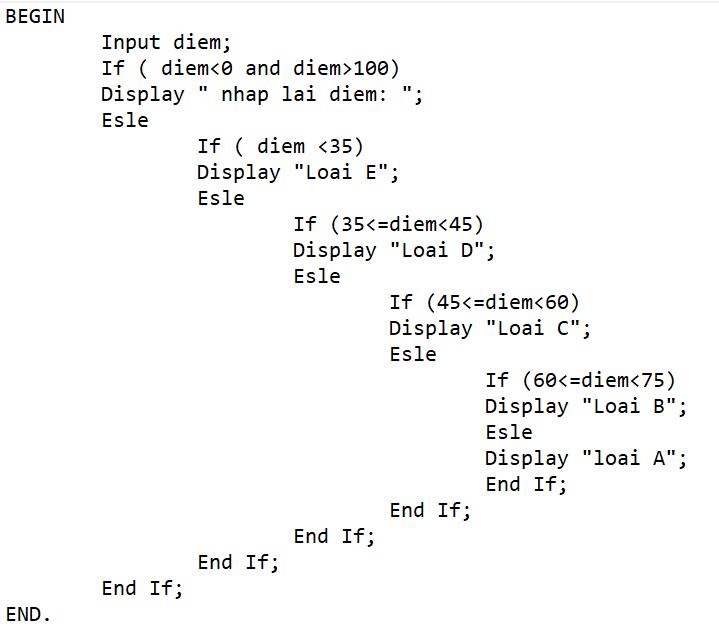 BEGIN
Input diem;
If ( diem<0 and diem>100)
Display " nhap lai diem: ";
Esle
If ( diem <35)
Display "Loai E";
Esle
If (35<=diem<45)
Display "Loai D";
Esle
If (45<=diem<60)
Display "Loai C";
Esle
If (60<=diem<75)
Display "Loai B";
Esle
Display "loai A";
End If;
End If;
End If;
End If;
End If;
END.